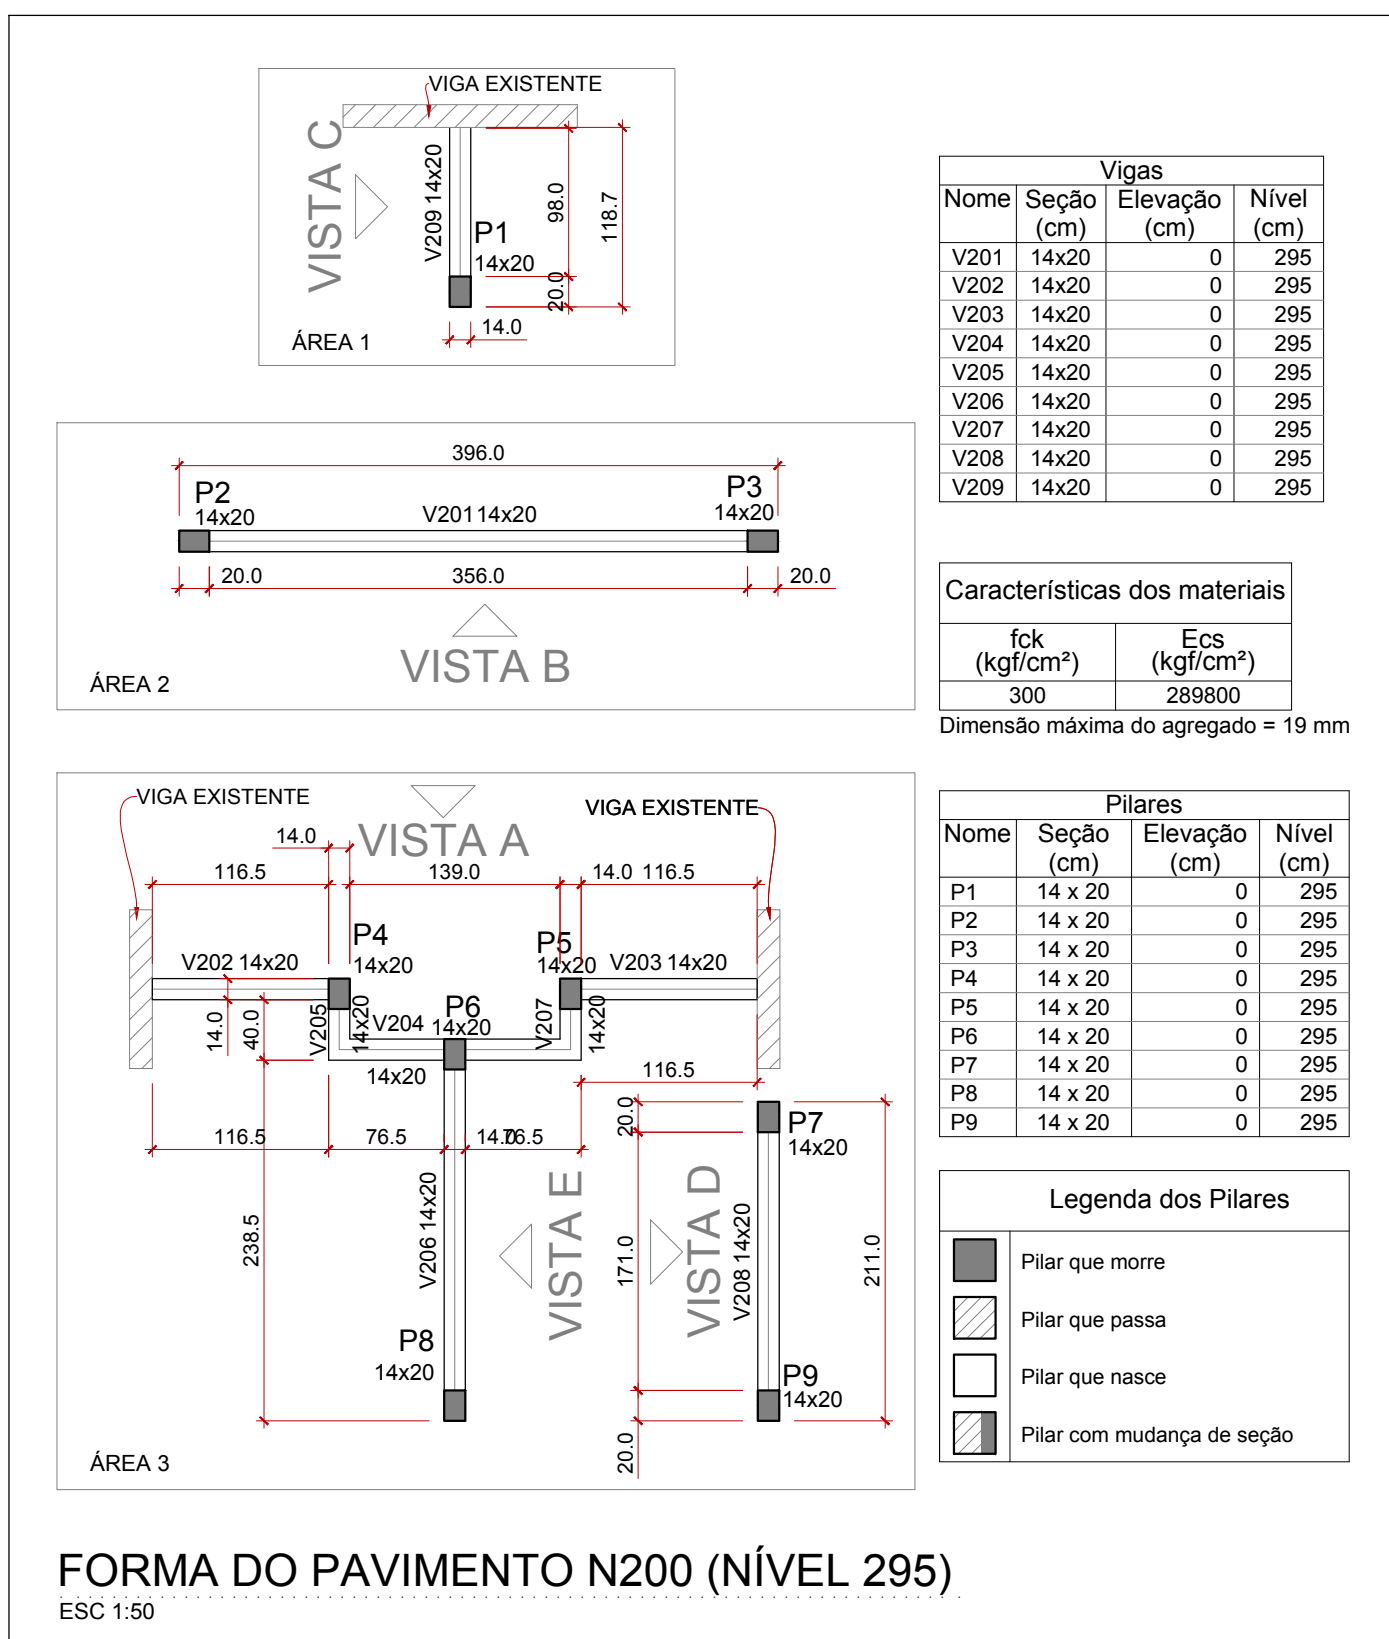 VIGA EXISTENTE
VISTA C
V209 14x20
P1
14x20
98.0
118.7
20.0
14.0
ÁREA 1
396.0
P2
14x20
V201 14x20
P3
14x20
20.0
356.0
20.0
VISTA B
ÁREA 2
VIGA EXISTENTE
VIGA EXISTENTE
VISTA A
14.0
116.5
139.0
14.0
116.5
P4
14x20
P5
14x20
V202 14x20
V203 14x20
14.0
40.0
V205
14x20
V204
14x20
P6
14x20
V207
14x20
116.5
116.5
76.5
14.0
76.5
20.0
P7
14x20
238.5
V206 14x20
VISTA E
171.0
VISTA D
V208 14x20
211.0
P8
14x20
P9
14x20
20.0
ÁREA 3
Vigas
Nome Seção (cm) Elevação (cm) Nível (cm)
V201 14x20 0 295
V202 14x20 0 295
V203 14x20 0 295
V204 14x20 0 295
V205 14x20 0 295
V206 14x20 0 295
V207 14x20 0 295
V208 14x20 0 295
V209 14x20 0 295
Características dos materiais
fck (kgf/cm²) Ecs (kgf/cm²)
300 289800
Dimensão máxima do agregado = 19 mm
Pilares
Nome Seção (cm) Elevação (cm) Nível (cm)
P1 14 x 20 0 295
P2 14 x 20 0 295
P3 14 x 20 0 295
P4 14 x 20 0 295
P5 14 x 20 0 295
P6 14 x 20 0 295
P7 14 x 20 0 295
P8 14 x 20 0 295
P9 14 x 20 0 295
Legenda dos Pilares
Pilar que morre
Pilar que passa
Pilar que nasce
Pilar com mudança de seção
FORMA DO PAVIMENTO N200 (NÍVEL 295)
ESC 1:50